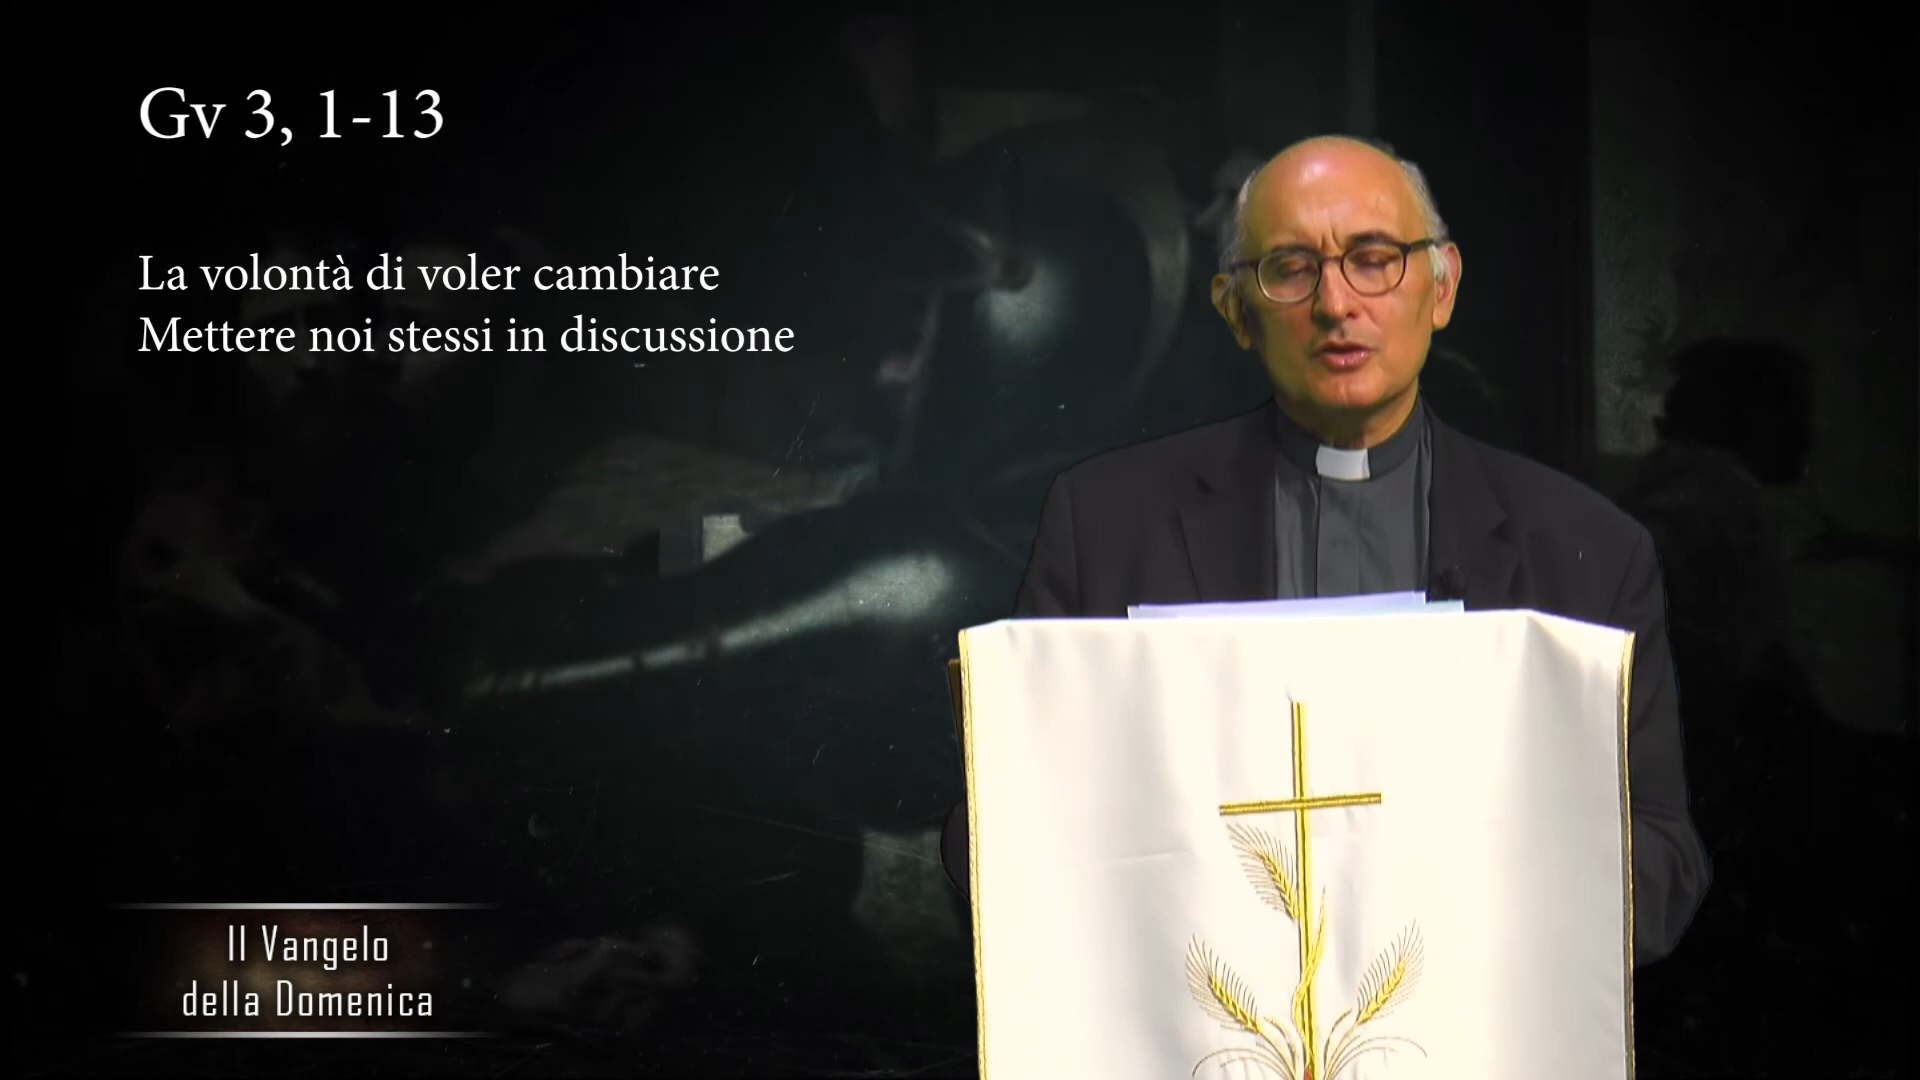 Gv 3, 1-13
La volontà di voler cambiare
Mettere noi stessi in discussione
Il Vangelo
della Domenica